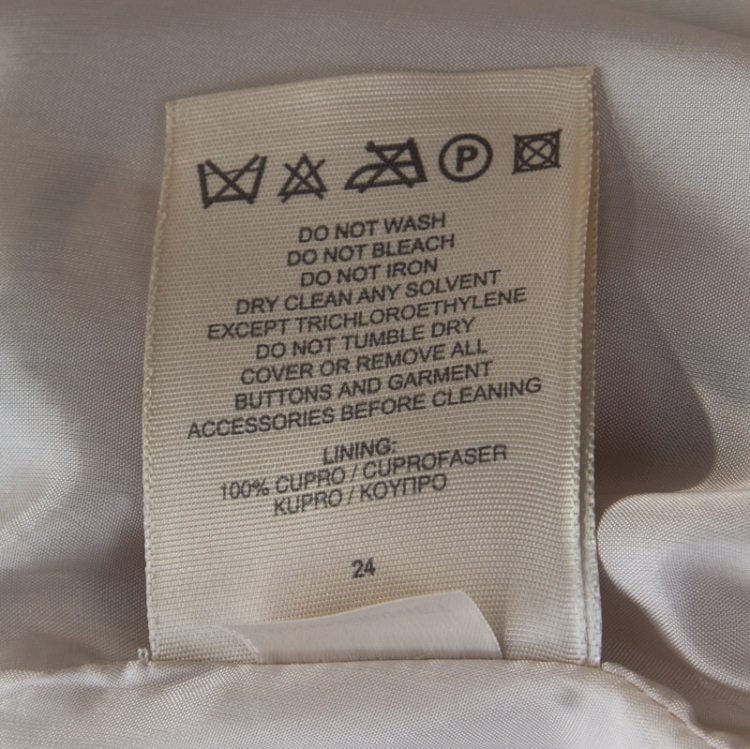 P
DO NOT WASH
DO NOT BLEACH
DO NOT IRON
DRY CLEAN ANY SOLVENT
EXCEPT TRICHLOROETHYLENE
DO NOT TUMBLE DRY
COVER OR REMOVE ALL
BUTTONS AND GARMENT
ACCESSORIES BEFORE CLEANING
LINING:
100% CUPRO / CUPROFASER
KUPRO / ΚΟΥΠΡΟ
24